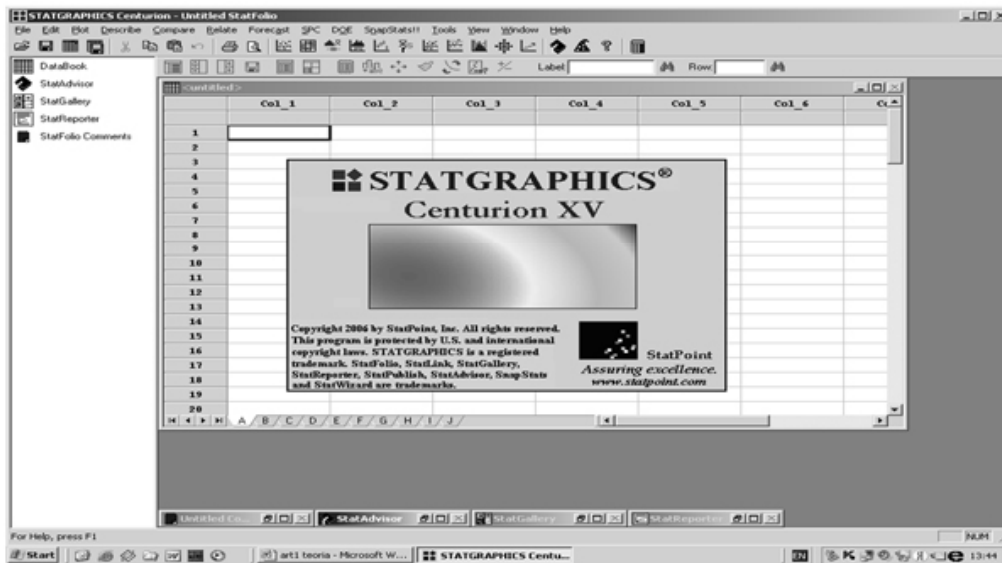 STATGRAPHICS Centurion - Untitled StatFolio
File Edit Plot Describe Compare Relate Forecast SPC DOE SnapStats!! Tools View Window Help
Label: Row:
DataBook
StatAdvisor
StatGallery
StatReporter
StatFolio Comments
<untitled>
Col_1 Col_2 Col_3 Col_4 Col_5 Col_6
1
2
3
4
5
6
7
8
9
10
11
12
13
14
15
16
17
18
19
20
STATGRAPHICS®
Centurion XV
Copyright 2006 by StatPoint, Inc. All rights reserved.
This program is protected by U.S. and international
copyright laws. STATGRAPHICS is a registered
trademark. StatFolio, StatLink, StatGallery,
StatReporter, StatPublish, StatAdvisor, SnapStats
and StatWizard are trademarks.
StatPoint
Assuring excellence.
www.statpoint.com
A B C D E F G H I J
Untitled Co... StatAdvisor StatGallery StatReporter
For Help, press F1
NUM
Start art1 teoria - Microsoft W... STATGRAPHICS Centu... EN 13:44